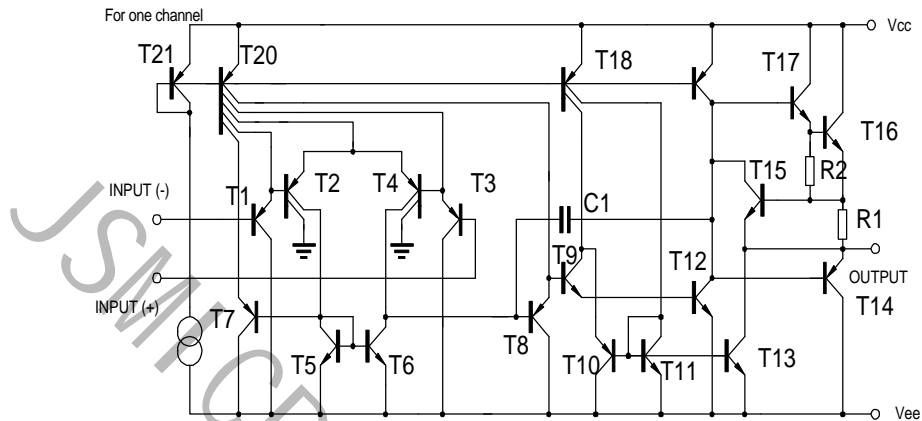 For one channel
Vcc
T21
T20
T18
T17
T16
T15
R2
R1
INPUT (-)
T1
T2
T4
T3
C1
T9
T12
OUTPUT
T14
INPUT (+)
T7
T5
T6
T8
T10
T11
T13
Vee
JSMICR